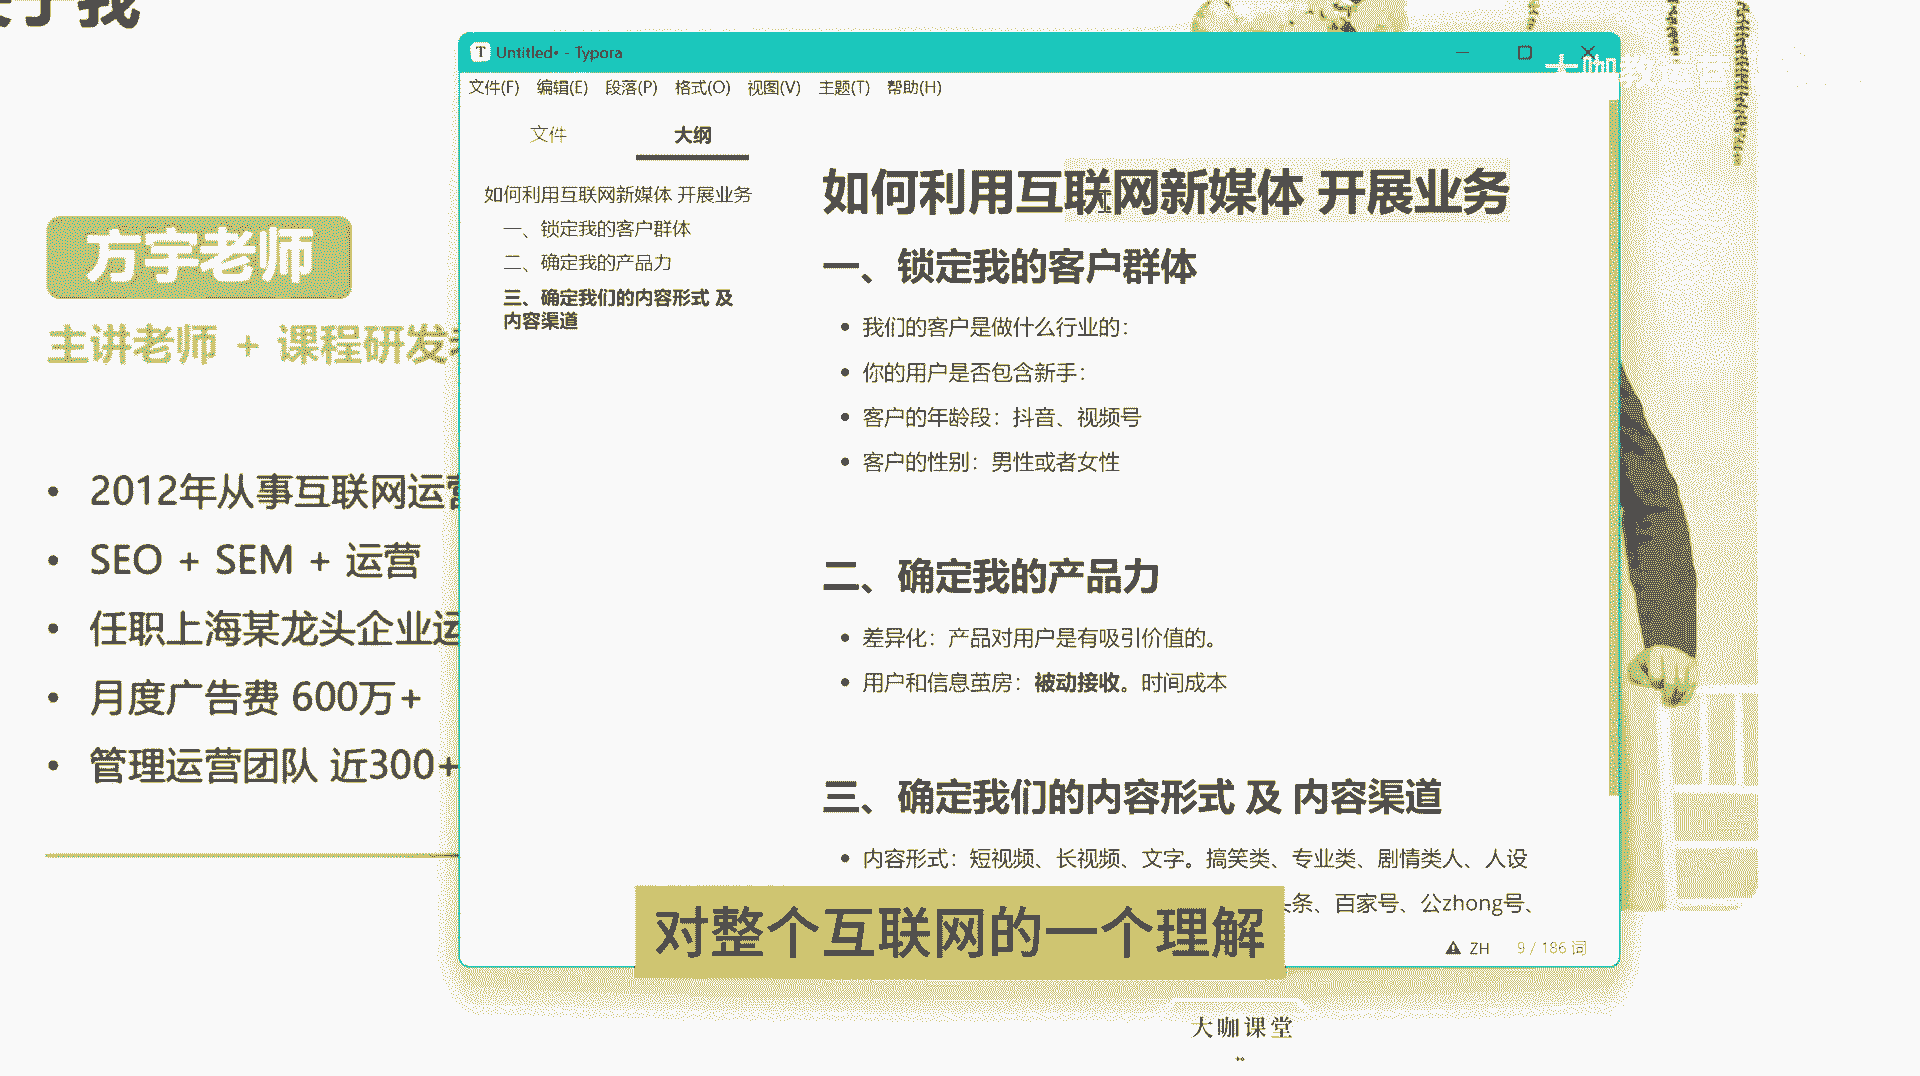 于我
方宇老师
主讲老师 + 课程研发
2012年从事互联网运营
SEO + SEM + 运营
任职上海某龙头企业运
月度广告费 600万+
管理运营团队 近300+
T Untitled• - Typora
文件(F) 编辑(E) 段落(P) 格式(O) 视图(V) 主题(T) 帮助(H)
文件 大纲
如何利用互联网新媒体 开展业务
一、锁定我的客户群体
二、确定我的产品力
三、确定我们的内容形式 及
内容渠道
如何利用互联网新媒体 开展业务
一、锁定我的客户群体
我们的客户是做什么行业的：
你的用户是否包含新手：
客户的年龄段：抖音、视频号
客户的性别：男性或者女性
二、确定我的产品力
差异化：产品对用户是有吸引价值的。
用户和信息茧房：被动接收。时间成本
三、确定我们的内容形式 及 内容渠道
内容形式：短视频、长视频、文字。搞笑类、专业类、剧情类人、人设
条、百家号、公zhong号、
ZH 9 / 186 词
对整个互联网的一个理解
大咖课堂